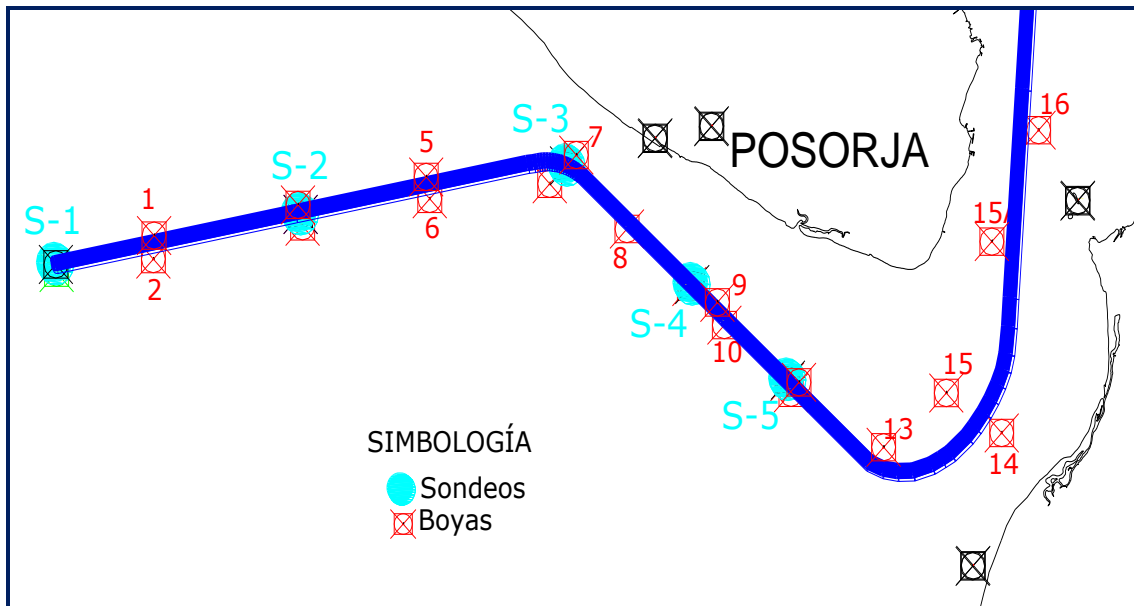 S-3
7
16
POSORJA
5
S-2
1
S-1
6
15A
8
2
9
S-4
10
15
S-5
13
SIMBOLOGÍA
14
Sondeos
Boyas